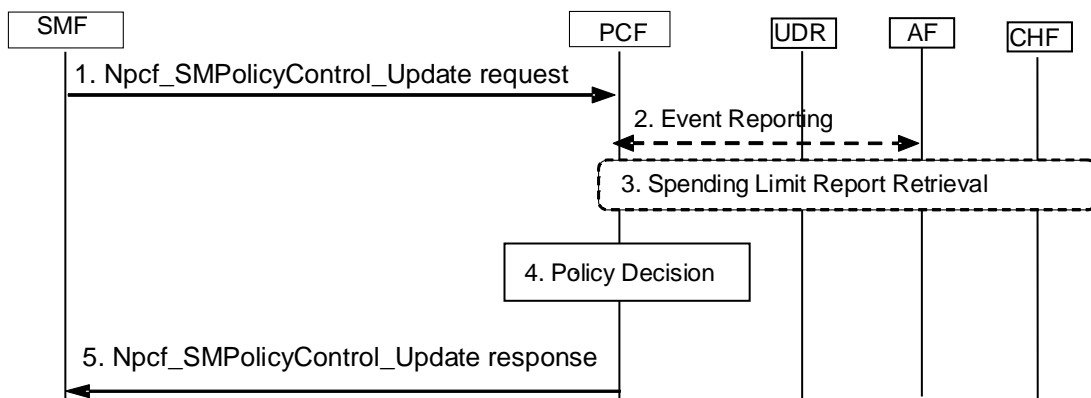 SMF
PCF
UDR
AF
CHF
1. Npcf_SMPolicyControl_Update request
2. Event Reporting
3. Spending Limit Report Retrieval
4. Policy Decision
5. Npcf_SMPolicyControl_Update response